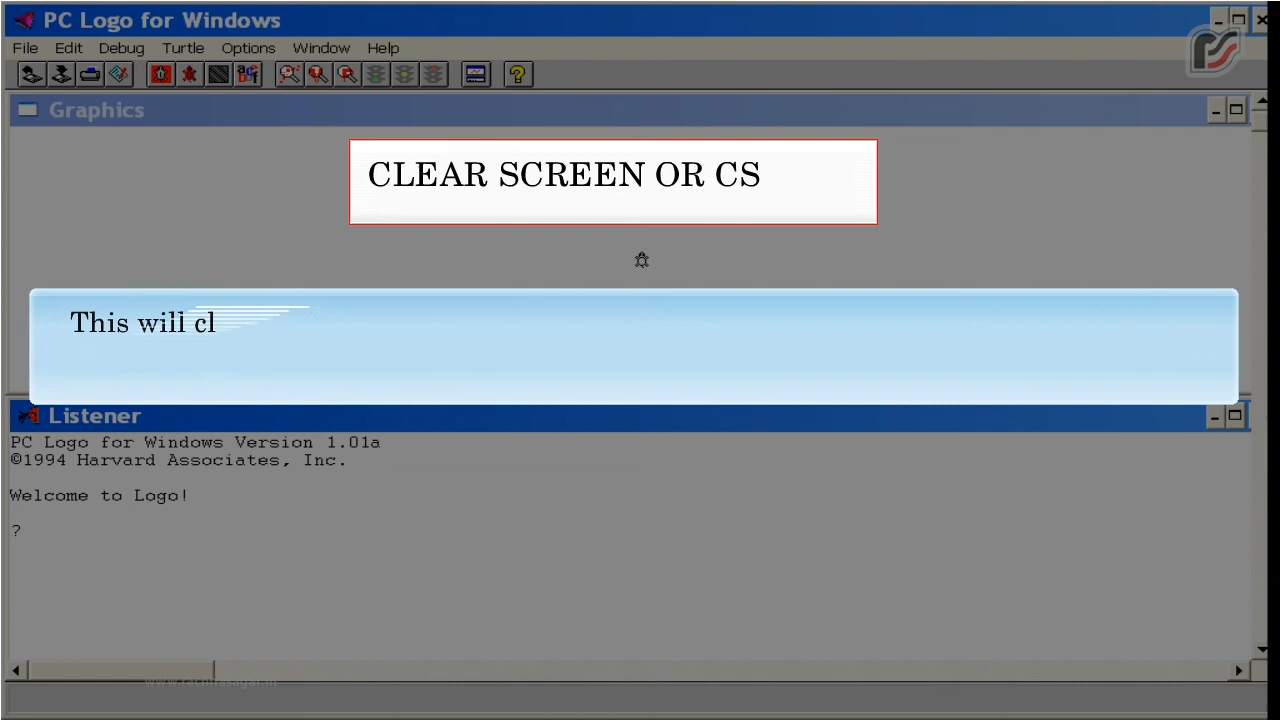 PC Logo for Windows
File Edit Debug Turtle Options Window Help
Graphics
CLEAR SCREEN OR CS
This will cl
Listener
PC Logo for Windows Version 1.01a
©1994 Harvard Associates, Inc.
Welcome to Logo!
?